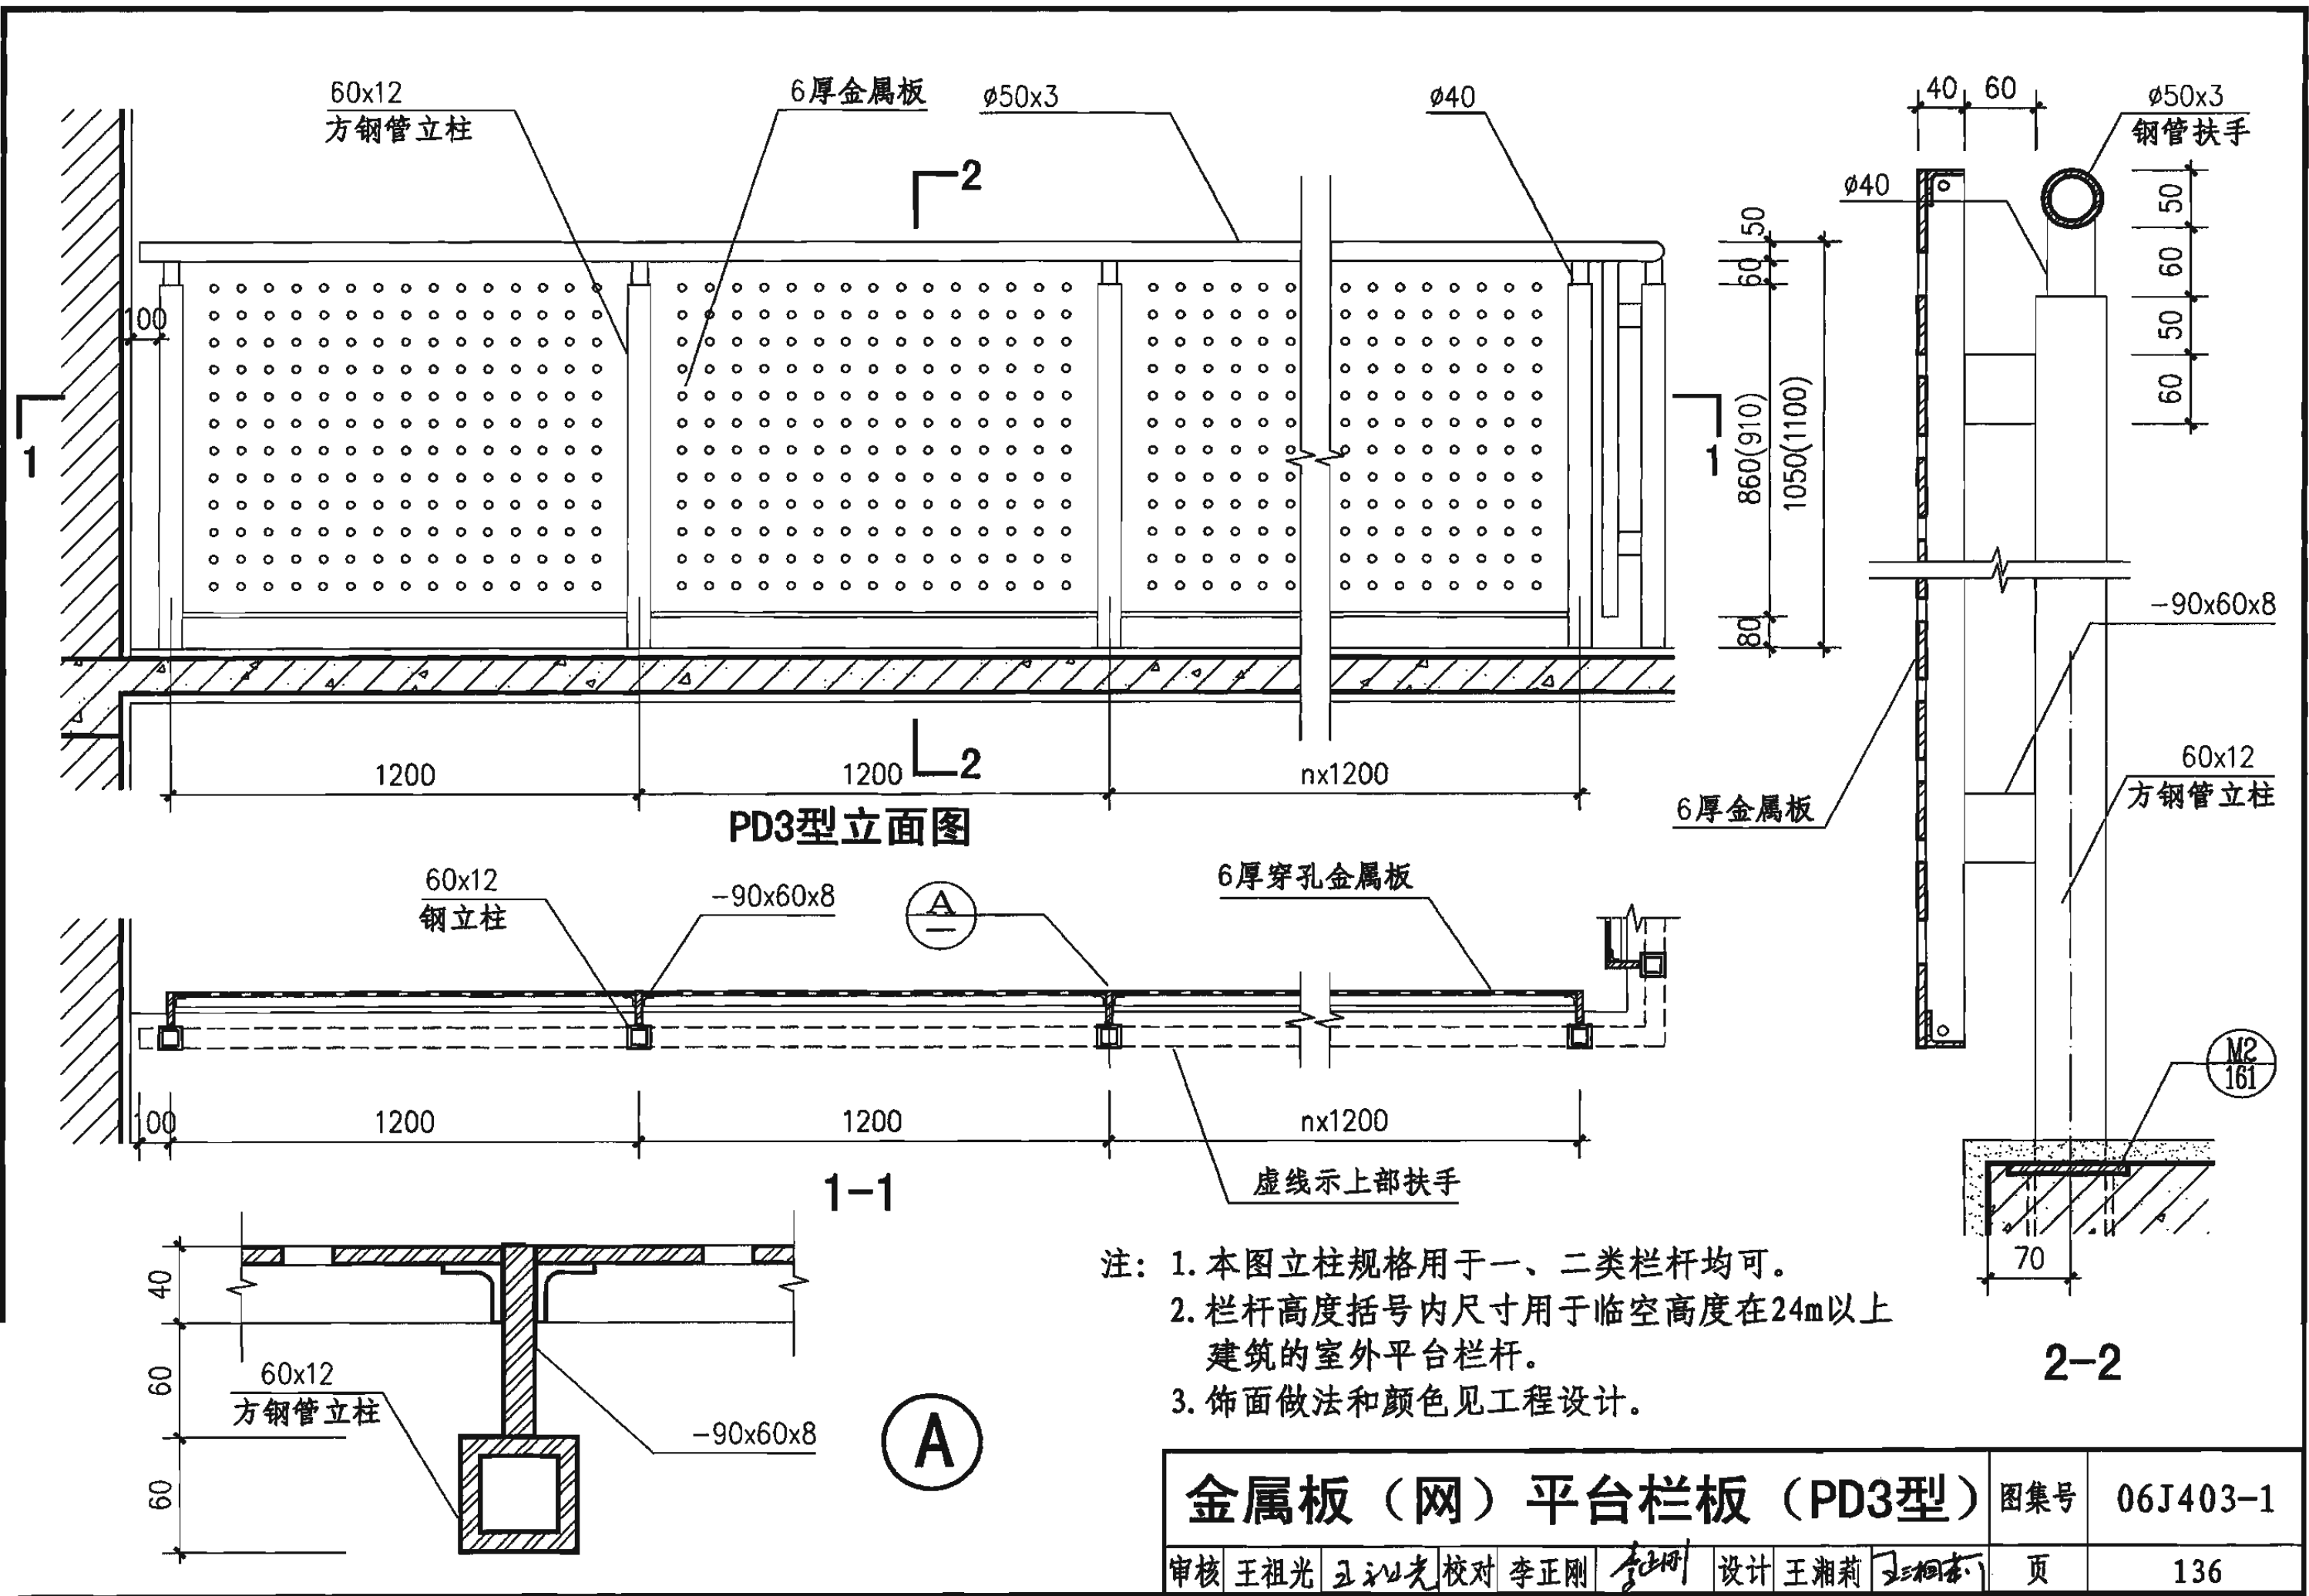 60x12
方钢管立柱
6厚金属板
ø50x3
ø40
2
100
1
1
50
60
860(910)
1050(1100)
80
2
1200
1200
nx1200
PD3型立面图
40
60
ø50x3
钢管扶手
ø40
50
60
50
60
-90x60x8
60x12
方钢管立柱
6厚金属板
M2
161
70
2-2
60x12
钢立柱
-90x60x8
A
6厚穿孔金属板
100
1200
1200
nx1200
虚线示上部扶手
1-1
40
60
60
60x12
方钢管立柱
-90x60x8
A
注: 1.本图立柱规格用于一、二类栏杆均可。
2.栏杆高度括号内尺寸用于临空高度在24m以上
建筑的室外平台栏杆。
3.饰面做法和颜色见工程设计。
金属板（网）平台栏板（PD3型） 图集号 06J403-1
审核 王祖光 校对 李正刚 设计 王湘莉 页 136